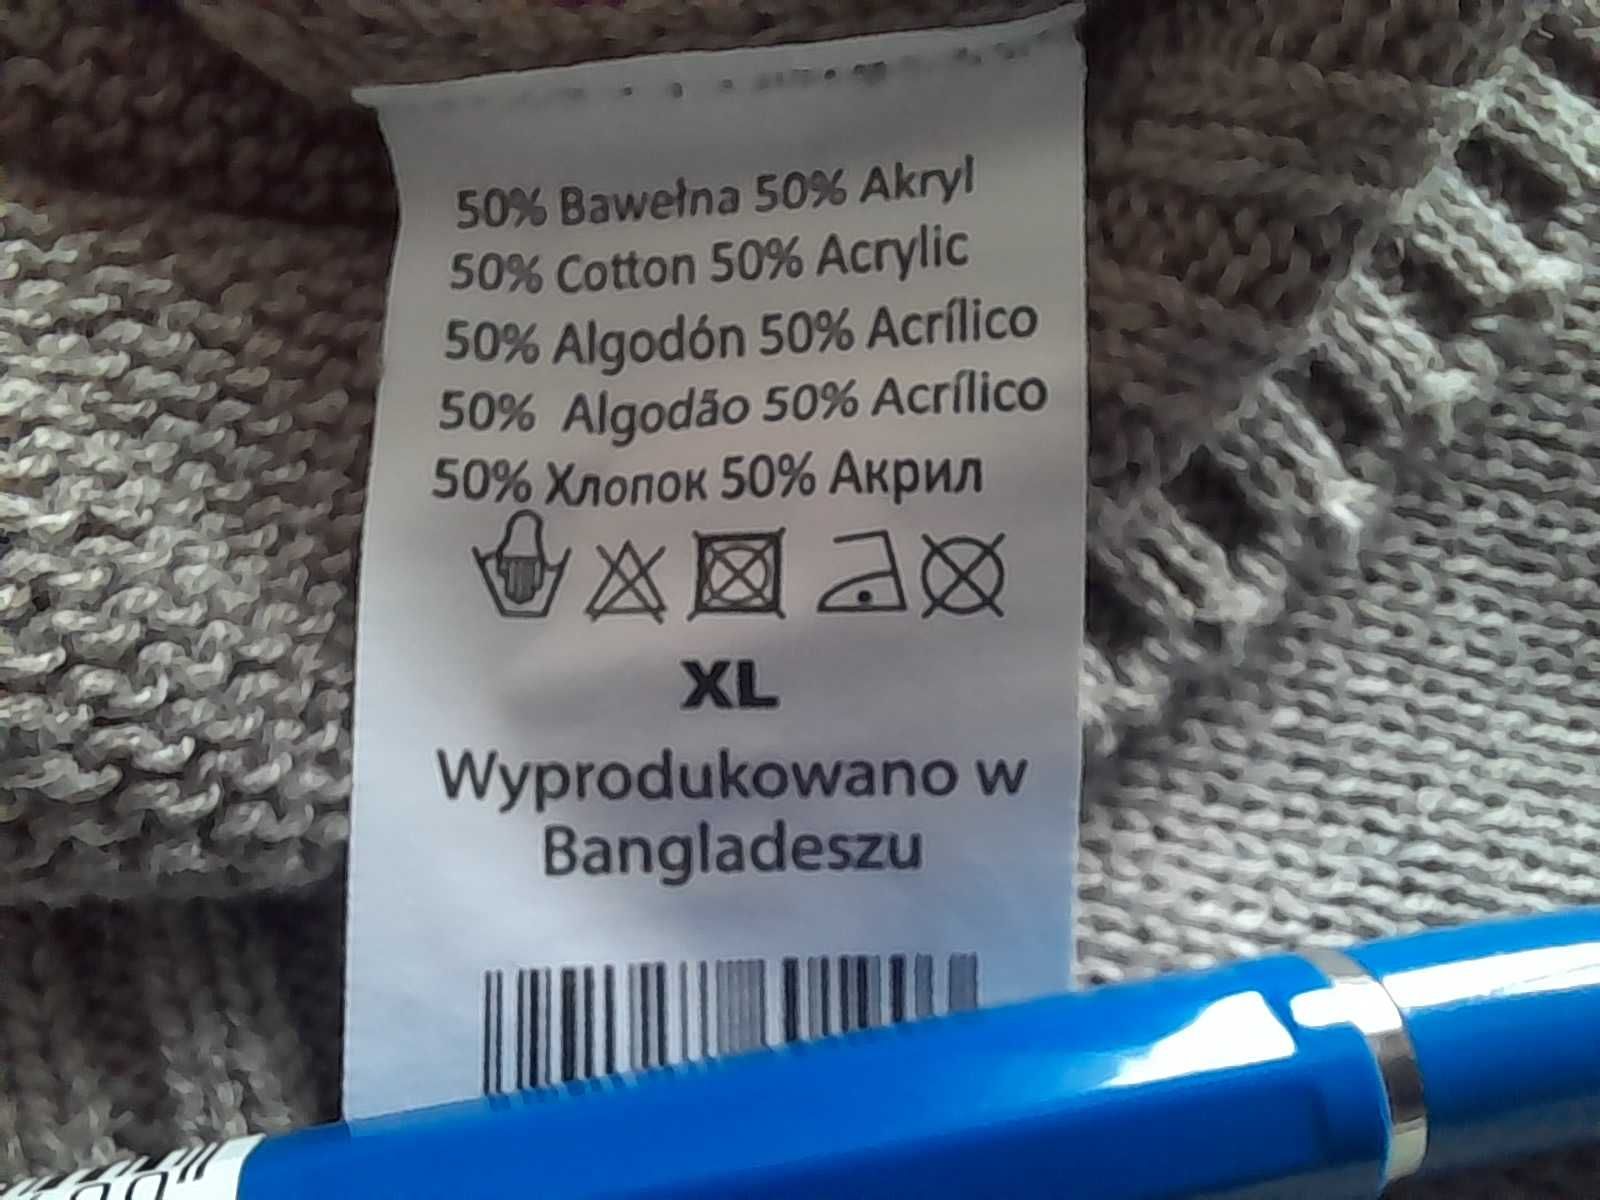 50% Bawełna 50% Akryl
50% Cotton 50% Acrylic
50% Algodón 50% Acrílico
50% Algodão 50% Acrílico
50% Хлопок 50% Акрил
XL
Wyprodukowano w
Bangladeszu